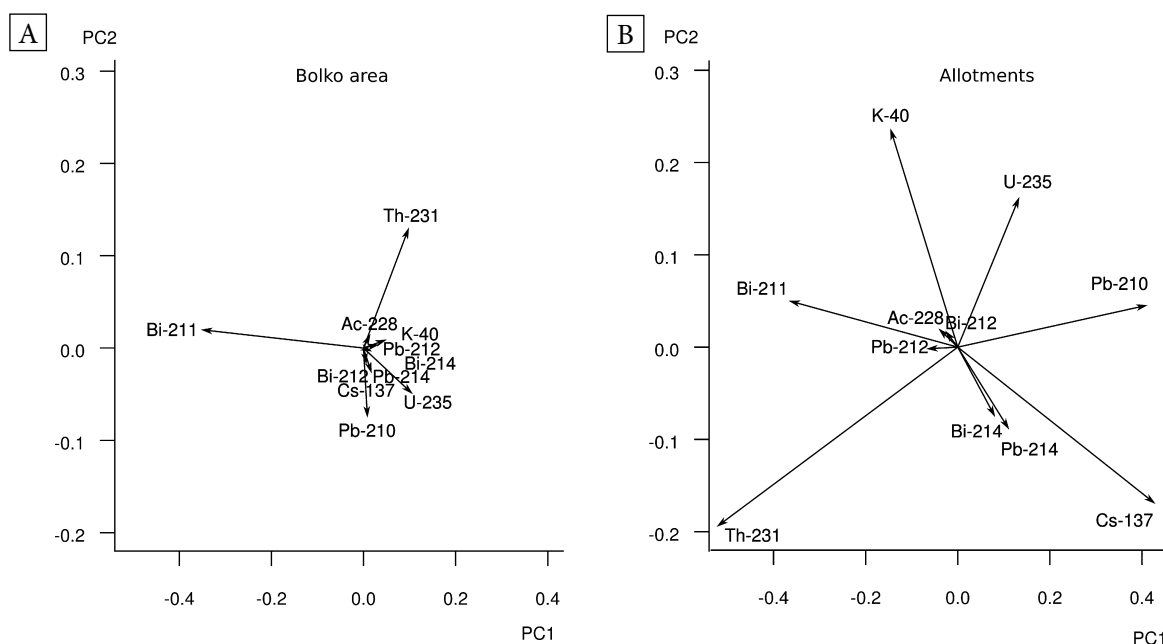 A
PC2
Bolko area
0.3
0.2
0.1
0.0
-0.1
-0.2
Th-231
Bi-211
Ac-228
K-40
Pb-212
Bi-214
Bi-212
Pb-214
Cs-137
U-235
Pb-210
-0.4
-0.2
0.0
0.2
0.4
PC1
B
PC2
Allotments
0.3
0.2
0.1
0.0
-0.1
-0.2
K-40
U-235
Pb-210
Bi-211
Ac-228
Bi-212
Pb-212
Bi-214
Pb-214
Cs-137
Th-231
-0.4
-0.2
0.0
0.2
0.4
PC1